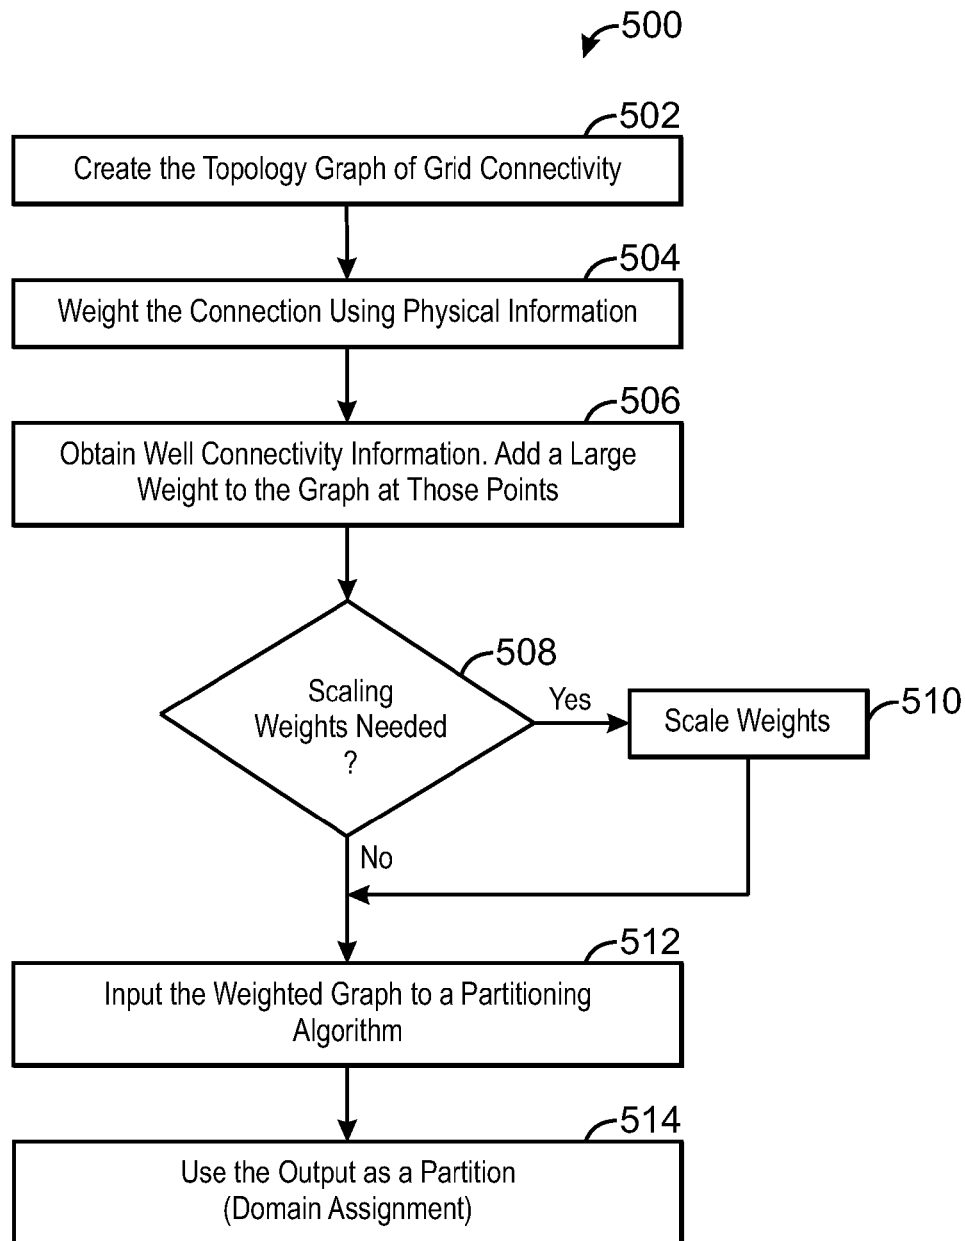 500
502
Create the Topology Graph of Grid Connectivity
504
Weight the Connection Using Physical Information
506
Obtain Well Connectivity Information. Add a Large
Weight to the Graph at Those Points
508
Scaling
Weights Needed
?
Yes
510
Scale Weights
No
512
Input the Weighted Graph to a Partitioning
Algorithm
514
Use the Output as a Partition
(Domain Assignment)